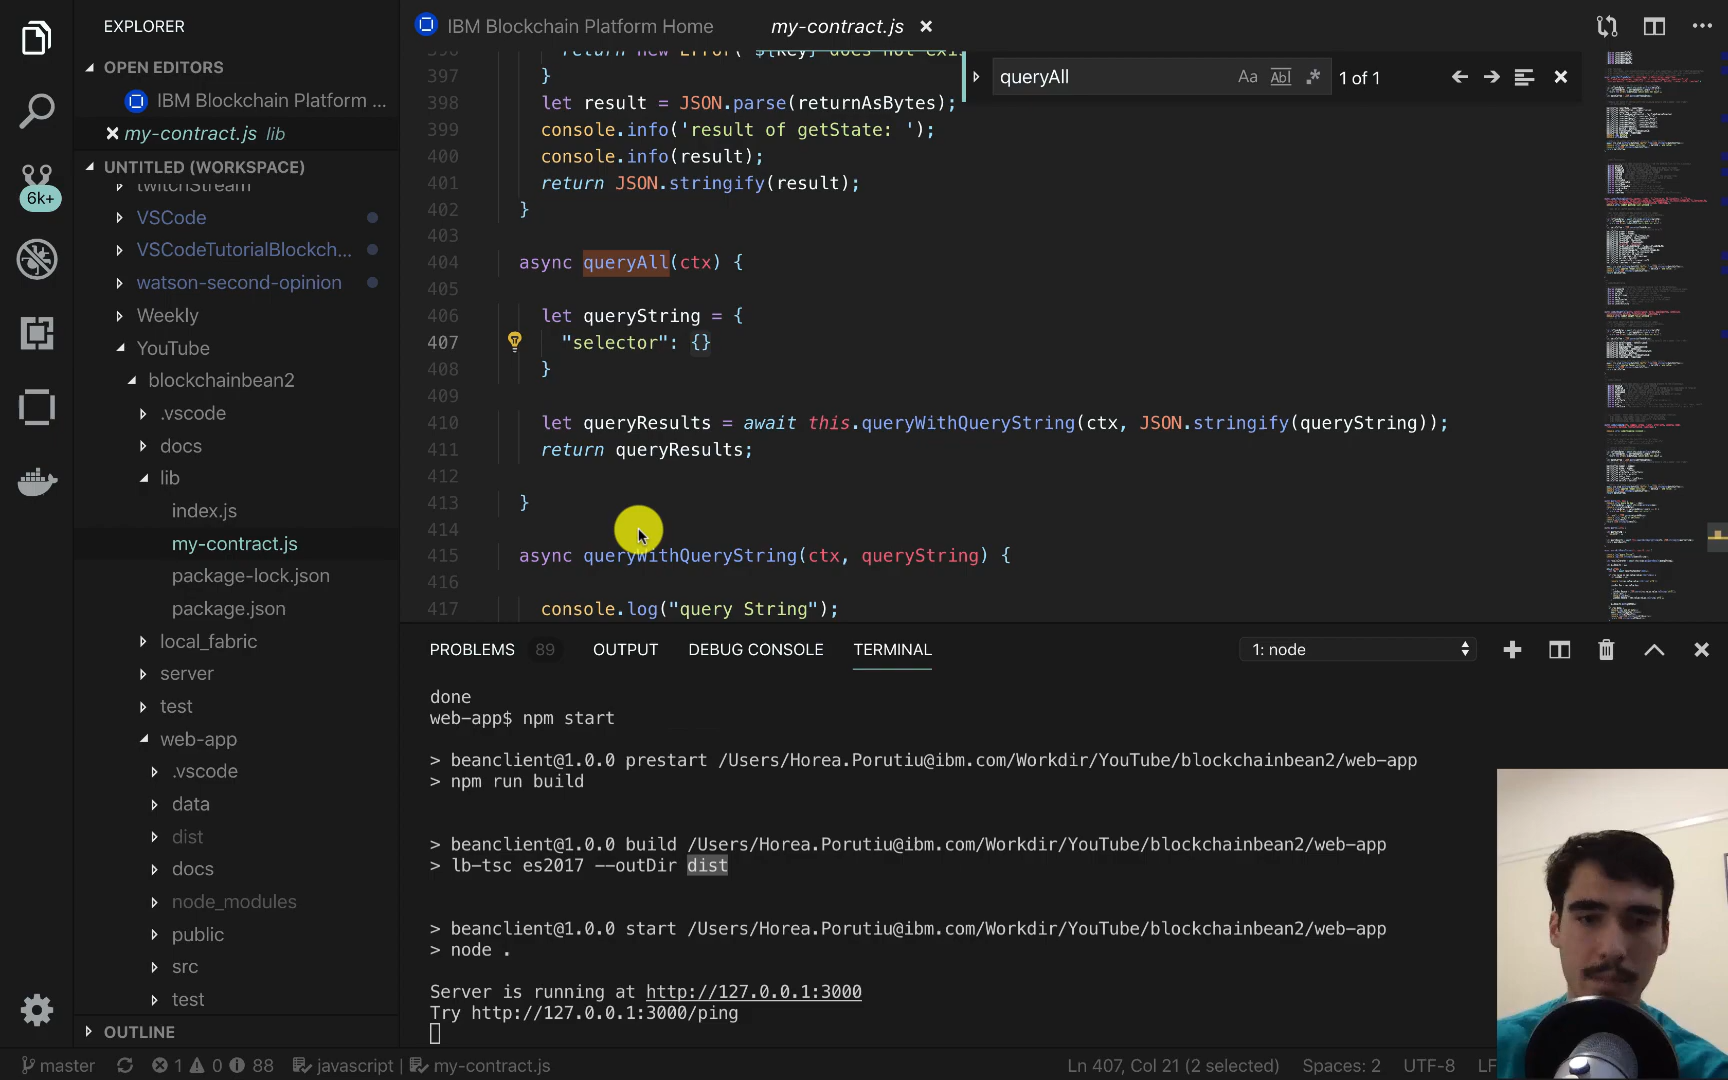 EXPLORER
OPEN EDITORS
IBM Blockchain Platform ...
my-contract.js lib
UNTITLED (WORKSPACE)
6k+
twitchStream
VSCode
VSCodeTutorialBlockch...
watson-second-opinion
Weekly
YouTube
blockchainbean2
.vscode
docs
lib
index.js
my-contract.js
package-lock.json
package.json
local_fabric
server
test
web-app
.vscode
data
dist
docs
node_modules
public
src
test
OUTLINE
IBM Blockchain Platform Home
my-contract.js
queryAll
Aa Abl .* 1 of 1
396 return new Error(`${key} does not exi
397 }
398 let result = JSON.parse(returnAsBytes);
399 console.info('result of getState: ');
400 console.info(result);
401 return JSON.stringify(result);
402 }
403
404 async queryAll(ctx) {
405
406 let queryString = {
407 "selector": {}
408 }
409
410 let queryResults = await this.queryWithQueryString(ctx, JSON.stringify(queryString));
411 return queryResults;
412
413 }
414
415 async queryWithQueryString(ctx, queryString) {
416
417 console.log("query String");
PROBLEMS 89 OUTPUT DEBUG CONSOLE TERMINAL 1: node
done
web-app$ npm start
> beanclient@1.0.0 prestart /Users/Horea.Porutiu@ibm.com/Workdir/YouTube/blockchainbean2/web-app
> npm run build
> beanclient@1.0.0 build /Users/Horea.Porutiu@ibm.com/Workdir/YouTube/blockchainbean2/web-app
> lb-tsc es2017 --outDir dist
> beanclient@1.0.0 start /Users/Horea.Porutiu@ibm.com/Workdir/YouTube/blockchainbean2/web-app
> node .
Server is running at http://127.0.0.1:3000
Try http://127.0.0.1:3000/ping
master 1 0 88 javascript | my-contract.js Ln 407, Col 21 (2 selected) Spaces: 2 UTF-8 LF